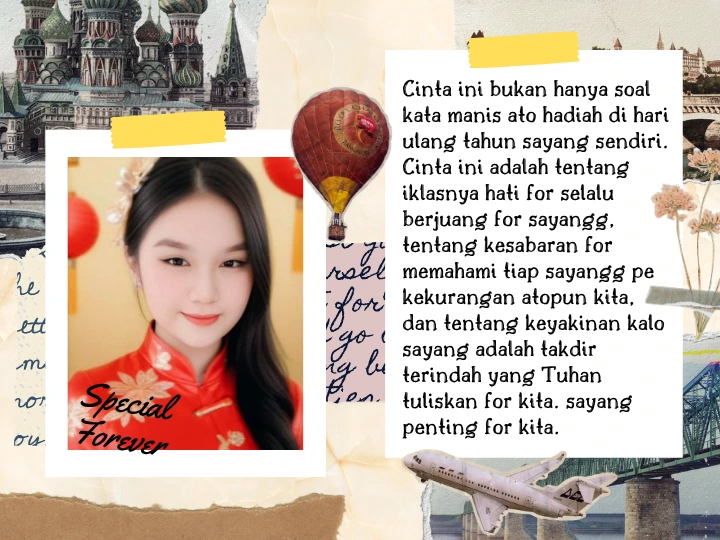 Cinta ini bukan hanya soal
kata manis ato hadiah di hari
ulang tahun sayang sendiri.
Cinta ini adalah tentang
iklasnya hati for selalu
berjuang for sayangg,
tentang kesabaran for
memahami tiap sayangg pe
kekurangan atopun kita,
dan tentang keyakinan kalo
sayang adalah takdir
terindah yang Tuhan
tuliskan for kita. sayang
penting for kita.
Special
Forever
for
go